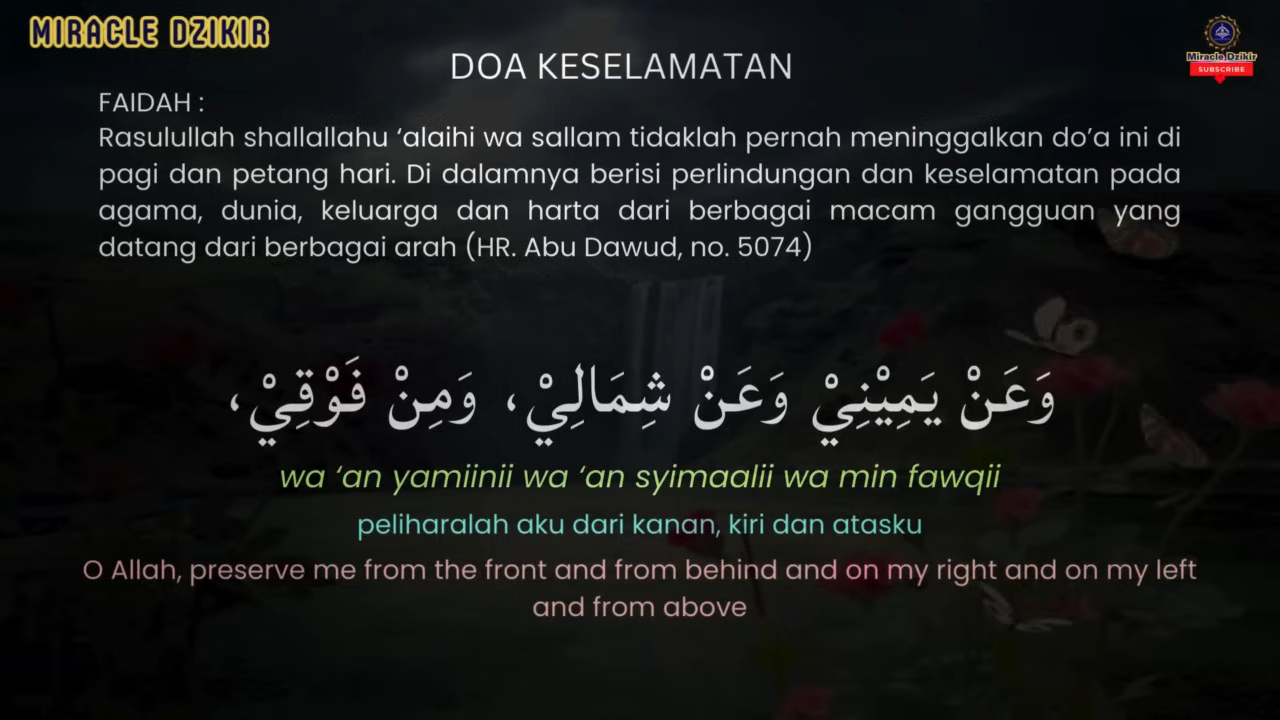 MIRACLE DZIKIR
Miracle Dzikir
SUBSCRIBE
DOA KESELAMATAN
FAIDAH :
Rasulullah shallallahu ‘alaihi wa sallam tidaklah pernah meninggalkan do’a ini di
pagi dan petang hari. Di dalamnya berisi perlindungan dan keselamatan pada
agama, dunia, keluarga dan harta dari berbagai macam gangguan yang
datang dari berbagai arah (HR. Abu Dawud, no. 5074)
وَعَنْ يَمِيْنِيْ وَعَنْ شِمَالِيْ، وَمِنْ فَوْقِيْ،
wa ‘an yamiinii wa ‘an syimaalii wa min fawqii
peliharalah aku dari kanan, kiri dan atasku
O Allah, preserve me from the front and from behind and on my right and on my left
and from above